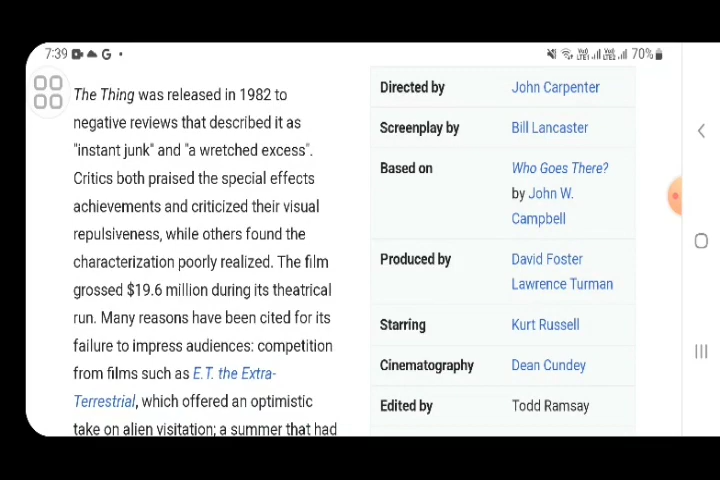 7:39
70%
The Thing was released in 1982 to
negative reviews that described it as
"instant junk" and "a wretched excess".
Critics both praised the special effects
achievements and criticized their visual
repulsiveness, while others found the
characterization poorly realized. The film
grossed $19.6 million during its theatrical
run. Many reasons have been cited for its
failure to impress audiences: competition
from films such as E.T. the Extra-
Terrestrial, which offered an optimistic
take on alien visitation; a summer that had
Directed by John Carpenter
Screenplay by Bill Lancaster
Based on Who Goes There?
by John W.
Campbell
Produced by David Foster
Lawrence Turman
Starring Kurt Russell
Cinematography Dean Cundey
Edited by Todd Ramsay